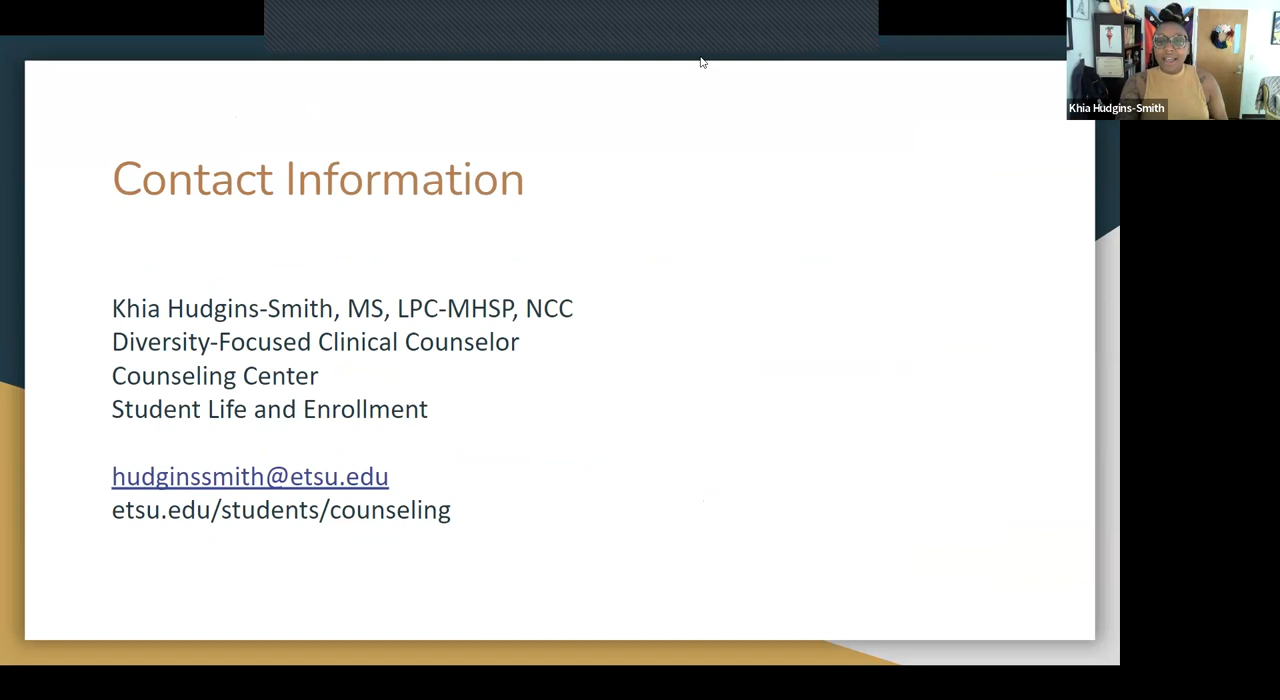 Khia Hudgins-Smith
Contact Information
Khia Hudgins-Smith, MS, LPC-MHSP, NCC
Diversity-Focused Clinical Counselor
Counseling Center
Student Life and Enrollment
hudginssmith@etsu.edu
etsu.edu/students/counseling